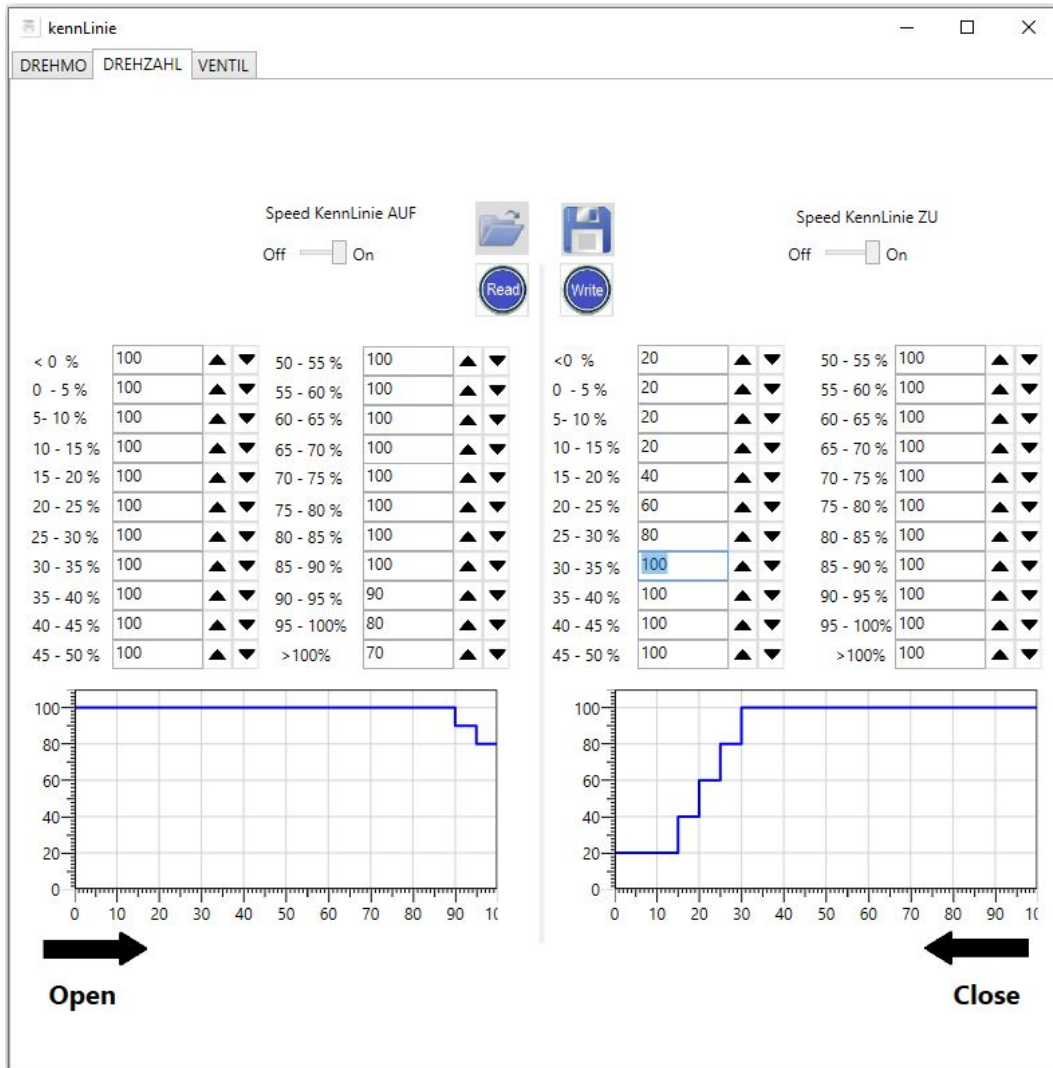 kennLinie
DREHMO DREHZAHL VENTIL
Speed KennLinie AUF
Off On
Read
Write
Speed KennLinie ZU
Off On
< 0 % 100 50 - 55 % 100
0 - 5 % 100 55 - 60 % 100
5- 10 % 100 60 - 65 % 100
10 - 15 % 100 65 - 70 % 100
15 - 20 % 100 70 - 75 % 100
20 - 25 % 100 75 - 80 % 100
25 - 30 % 100 80 - 85 % 100
30 - 35 % 100 85 - 90 % 100
35 - 40 % 100 90 - 95 % 90
40 - 45 % 100 95 - 100% 80
45 - 50 % 100 >100% 70
<0 % 20 50 - 55 % 100
0 - 5 % 20 55 - 60 % 100
5- 10 % 20 60 - 65 % 100
10 - 15 % 20 65 - 70 % 100
15 - 20 % 40 70 - 75 % 100
20 - 25 % 60 75 - 80 % 100
25 - 30 % 80 80 - 85 % 100
30 - 35 % 100 85 - 90 % 100
35 - 40 % 100 90 - 95 % 100
40 - 45 % 100 95 - 100% 100
45 - 50 % 100 >100% 100
100
80
60
40
20
0
0 10 20 30 40 50 60 70 80 90 10
Open
100
80
60
40
20
0
0 10 20 30 40 50 60 70 80 90 10
Close